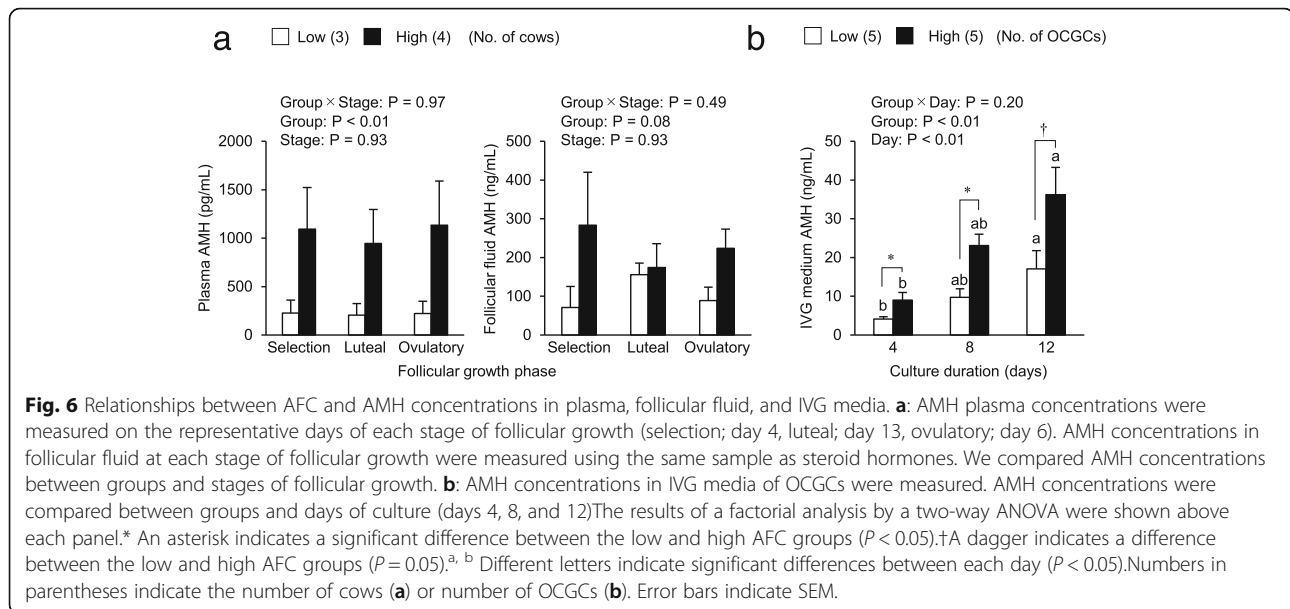 a
Low (3) High (4) (No. of cows)
Group × Stage: P = 0.97
Group: P < 0.01
Stage: P = 0.93
Plasma AMH (pg/mL)
2000
1500
1000
500
0
Selection Luteal Ovulatory
Group × Stage: P = 0.49
Group: P = 0.08
Stage: P = 0.93
Follicular fluid AMH (ng/mL)
500
400
300
200
100
0
Selection Luteal Ovulatory
Follicular growth phase
b
Low (5) High (5) (No. of OCGCs)
Group × Day: P = 0.20
Group: P < 0.01
Day: P < 0.01
IVG medium AMH (ng/mL)
50
40
30
20
10
0
*
b b
*
ab ab
†
a a
4 8 12
Culture duration (days)
Fig. 6 Relationships between AFC and AMH concentrations in plasma, follicular fluid, and IVG media. a: AMH plasma concentrations were
measured on the representative days of each stage of follicular growth (selection; day 4, luteal; day 13, ovulatory; day 6). AMH concentrations in
follicular fluid at each stage of follicular growth were measured using the same sample as steroid hormones. We compared AMH concentrations
between groups and stages of follicular growth. b: AMH concentrations in IVG media of OCGCs were measured. AMH concentrations were
compared between groups and days of culture (days 4, 8, and 12)The results of a factorial analysis by a two-way ANOVA were shown above
each panel.* An asterisk indicates a significant difference between the low and high AFC groups (P < 0.05).†A dagger indicates a difference
between the low and high AFC groups (P = 0.05).a, b Different letters indicate significant differences between each day (P < 0.05).Numbers in
parentheses indicate the number of cows (a) or number of OCGCs (b). Error bars indicate SEM.